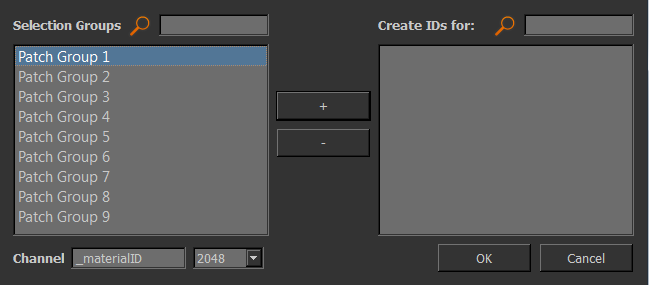 Selection Groups
Create IDs for:
Patch Group 1
Patch Group 2
Patch Group 3
Patch Group 4
Patch Group 5
Patch Group 6
Patch Group 7
Patch Group 8
Patch Group 9
+
-
Channel _materialID 2048
OK Cancel